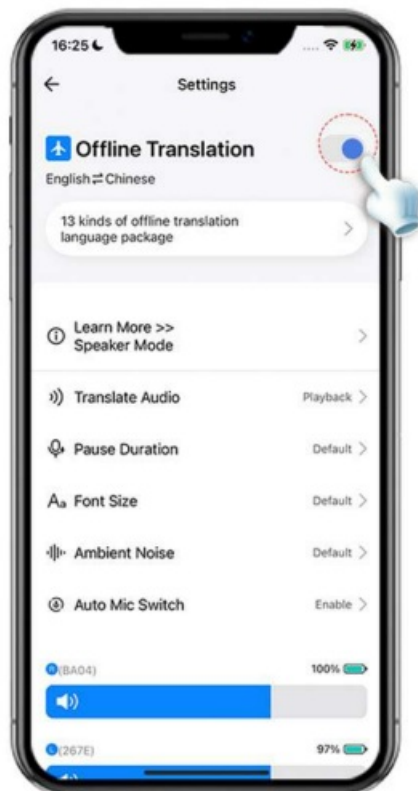 16:25
Settings
Offline Translation
English⇌Chinese
13 kinds of offline translation
language package
Learn More >>
Speaker Mode
Translate Audio Playback >
Pause Duration Default >
Aa Font Size Default >
Ambient Noise Default >
Auto Mic Switch Enable >
R(BA04) 100%
L(267E) 97%